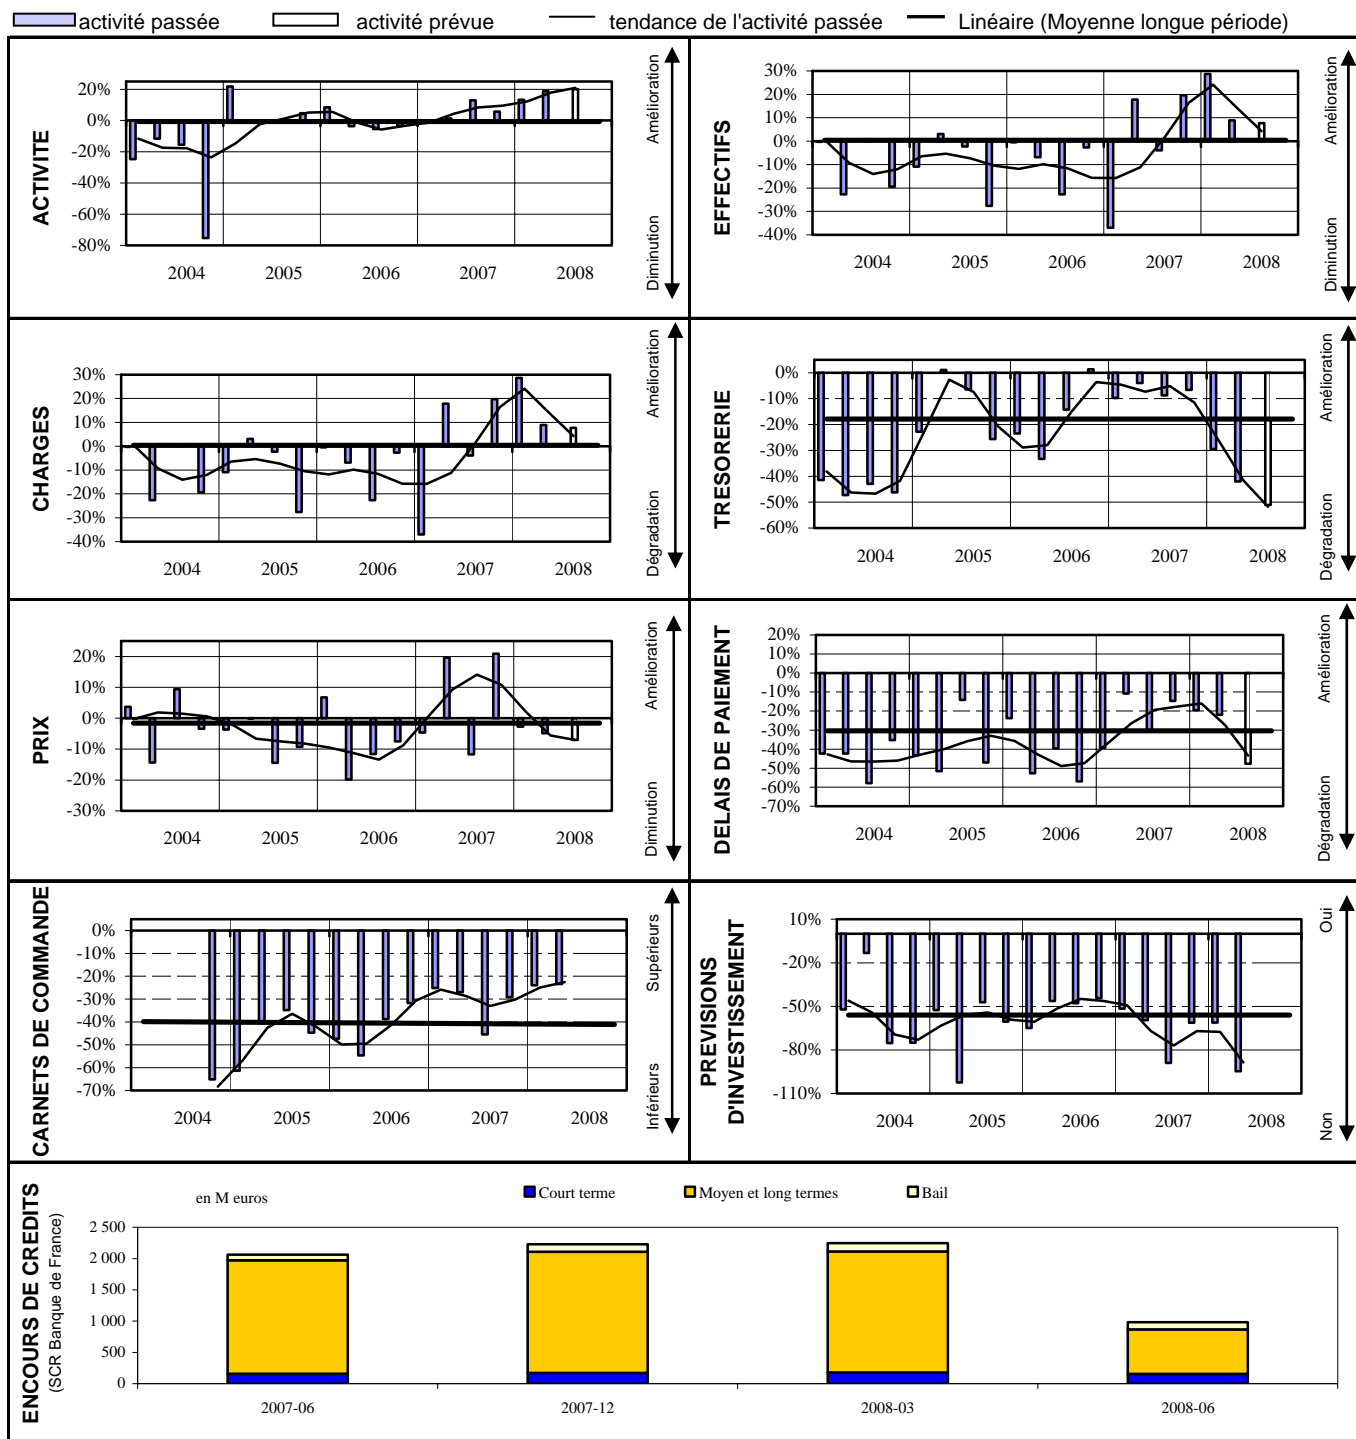 activité passée activité prévue tendance de l'activité passée Linéaire (Moyenne longue période)
ACTIVITE
20%
0%
-20%
-40%
-60%
-80%
2004 2005 2006 2007 2008
Diminution Amélioration
EFFECTIFS
30%
20%
10%
0%
-10%
-20%
-30%
-40%
2004 2005 2006 2007 2008
Diminution Amélioration
CHARGES
30%
20%
10%
0%
-10%
-20%
-30%
-40%
2004 2005 2006 2007 2008
Dégradation Amélioration
TRESORERIE
0%
-10%
-20%
-30%
-40%
-50%
-60%
2004 2005 2006 2007 2008
Dégradation Amélioration
PRIX
20%
10%
0%
-10%
-20%
-30%
2004 2005 2006 2007 2008
Diminution Amélioration
DELAIS DE PAIEMENT
20%
10%
0%
-10%
-20%
-30%
-40%
-50%
-60%
-70%
2004 2005 2006 2007 2008
Dégradation Amélioration
CARNETS DE COMMANDE
0%
-10%
-20%
-30%
-40%
-50%
-60%
-70%
2004 2005 2006 2007 2008
Inférieurs Supérieurs
PREVISIONS
D'INVESTISSEMENT
10%
-20%
-50%
-80%
-110%
2004 2005 2006 2007 2008
Non Oui
ENCOURS DE CREDITS
(SCR Banque de France)
en M euros Court terme Moyen et long termes Bail
2 500
2 000
1 500
1 000
500
0
2007-06 2007-12 2008-03 2008-06